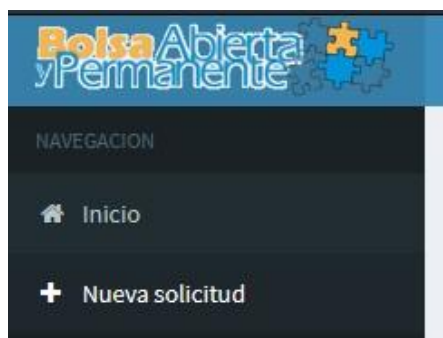 Bolsa Abierta
y Permanente
NAVEGACION
Inicio
Nueva solicitud